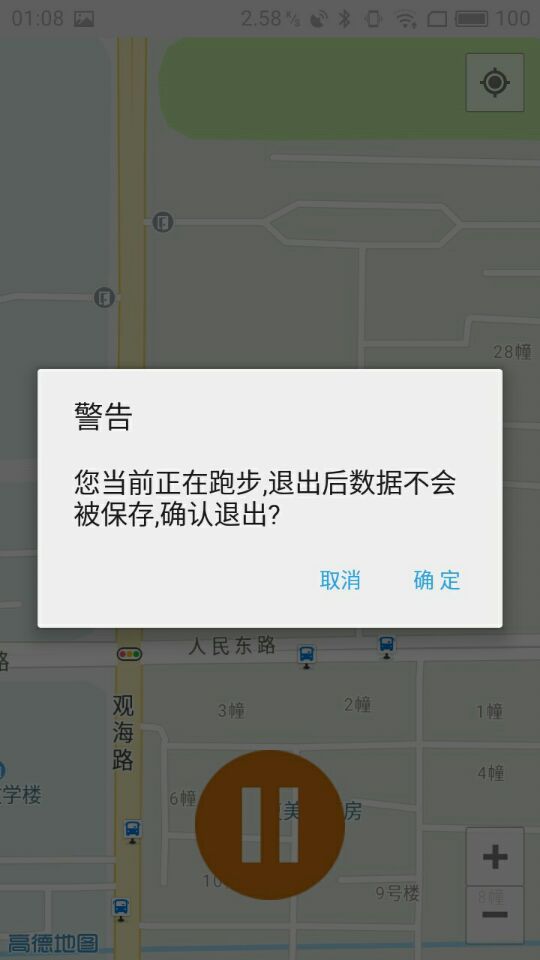 01:08
2.58 K/s
100
28幢
警告
您当前正在跑步,退出后数据不会
被保存,确认退出?
取消
确定
人民东路
路
观海路
3幢
2幢
1幢
4幢
学楼
6幢
美
房
10
9号楼
8幢
高德地图